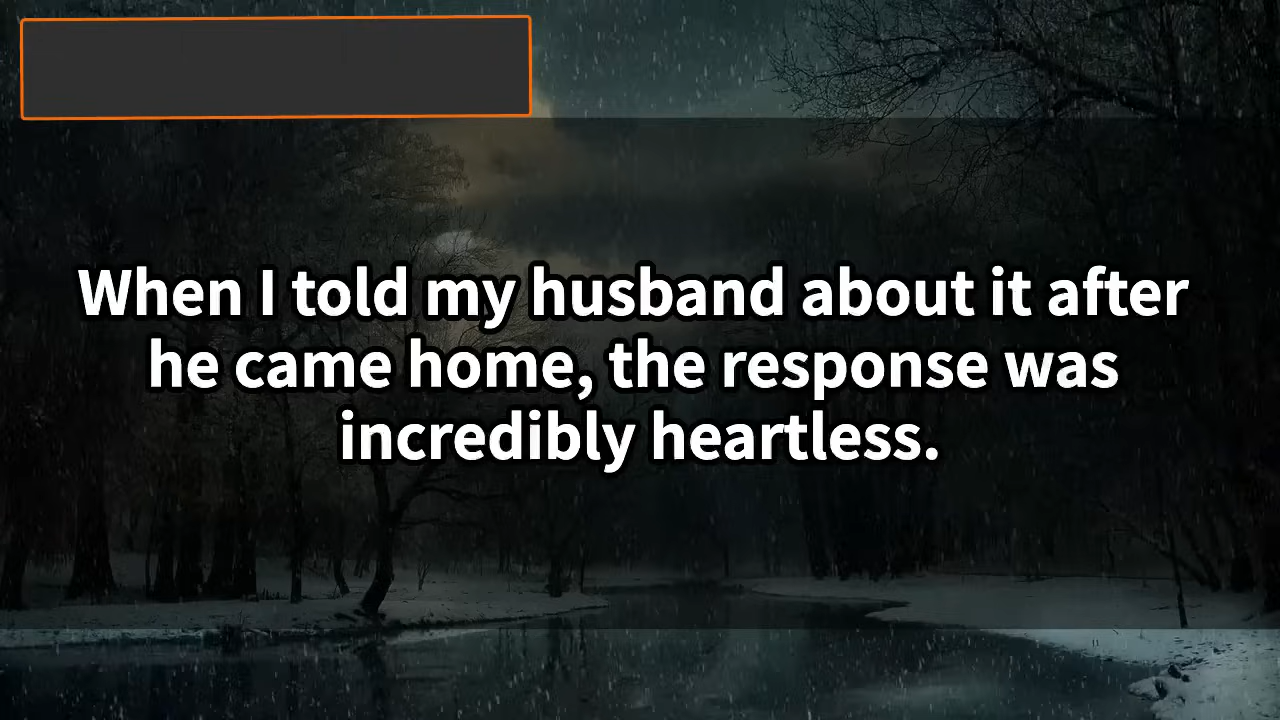 When I told my husband about it after
he came home, the response was
incredibly heartless.